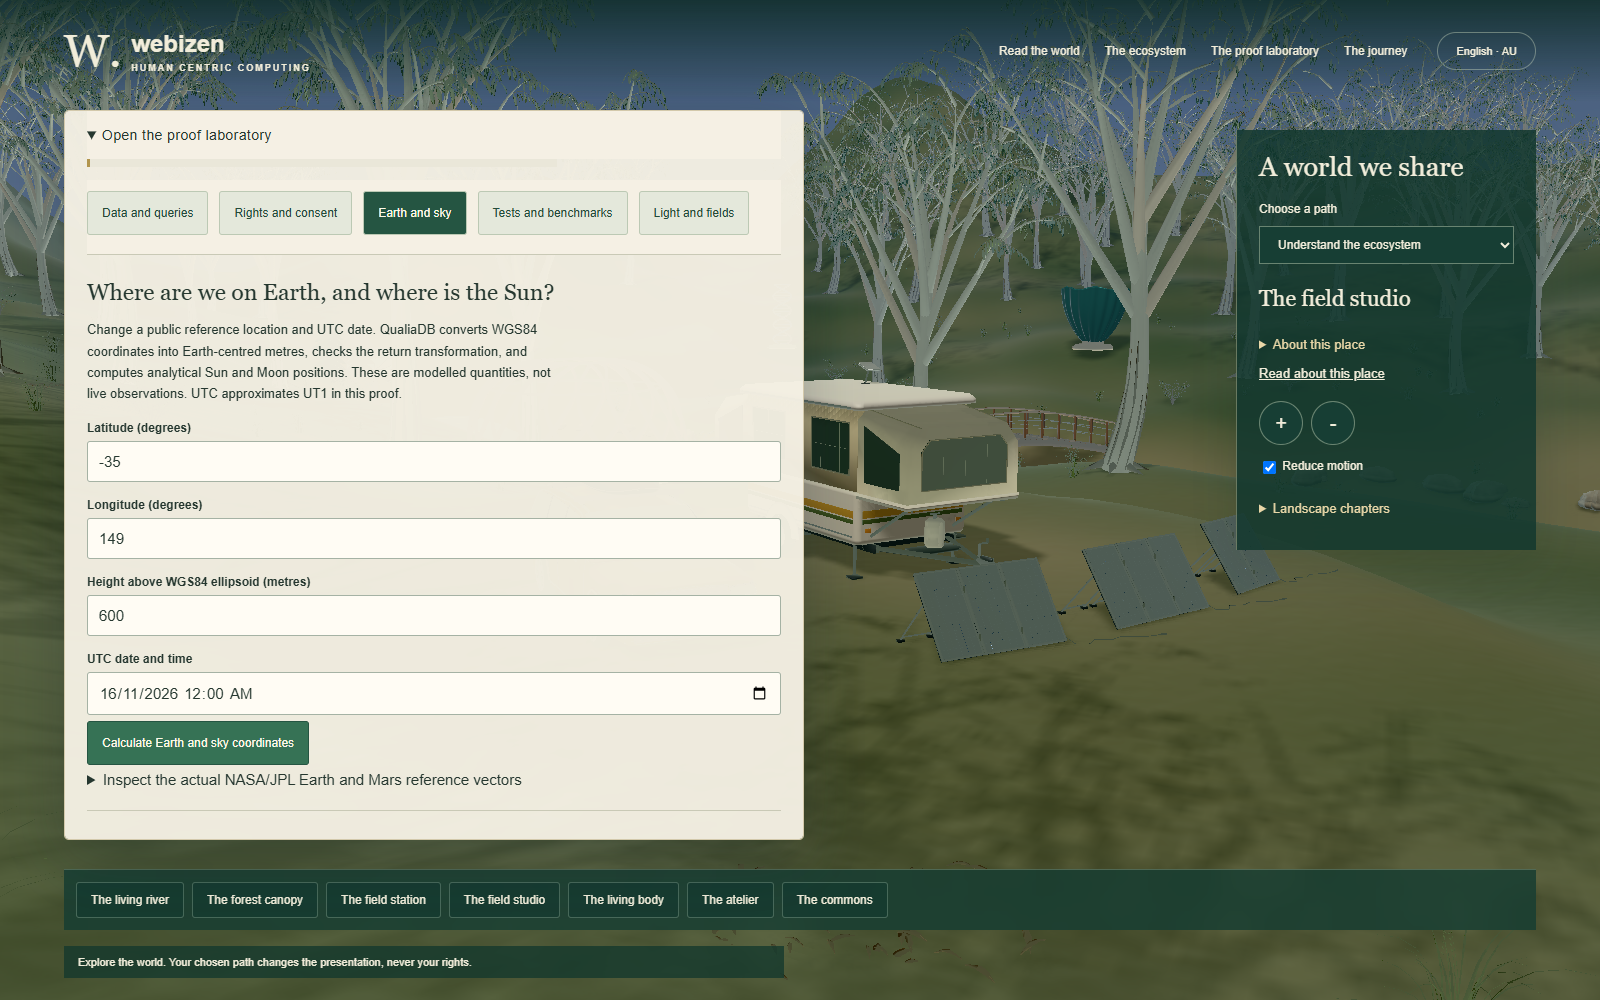 W.
webizen
HUMAN CENTRIC COMPUTING
Read the world
The ecosystem
The proof laboratory
The journey
English · AU
Open the proof laboratory
Data and queries
Rights and consent
Earth and sky
Tests and benchmarks
Light and fields
Where are we on Earth, and where is the Sun?
Change a public reference location and UTC date. QualiaDB converts WGS84
coordinates into Earth-centred metres, checks the return transformation, and
computes analytical Sun and Moon positions. These are modelled quantities, not
live observations. UTC approximates UT1 in this proof.
Latitude (degrees)
-35
Longitude (degrees)
149
Height above WGS84 ellipsoid (metres)
600
UTC date and time
16/11/2026 12:00 AM
Calculate Earth and sky coordinates
Inspect the actual NASA/JPL Earth and Mars reference vectors
A world we share
Choose a path
Understand the ecosystem
The field studio
About this place
Read about this place
+
-
Reduce motion
Landscape chapters
The living river
The forest canopy
The field station
The field studio
The living body
The atelier
The commons
Explore the world. Your chosen path changes the presentation, never your rights.